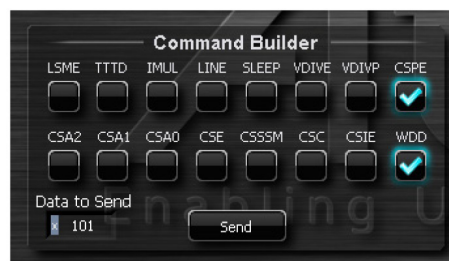 Command Builder
LSME TTTD IMUL LINE SLEEP VDIVE VDIVP CSPE
CSA2 CSA1 CSA0 CSE CSSSM CSC CSIE WDD
Data to Send
x 101
Send